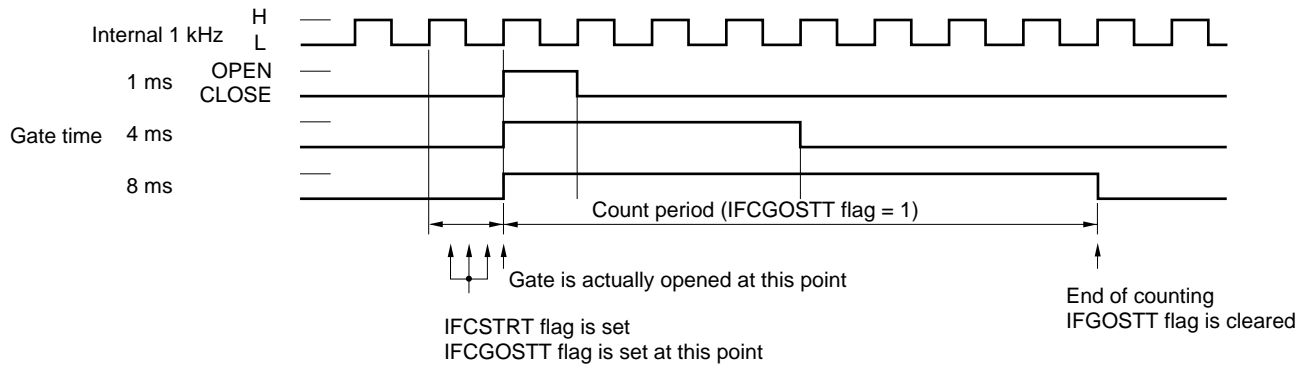 H
Internal 1 kHz
L
OPEN
1 ms
CLOSE
Gate time
4 ms
8 ms
Count period (IFCGOSTT flag = 1)
Gate is actually opened at this point
End of counting
IFGOSTT flag is cleared
IFCSTRT flag is set
IFCGOSTT flag is set at this point